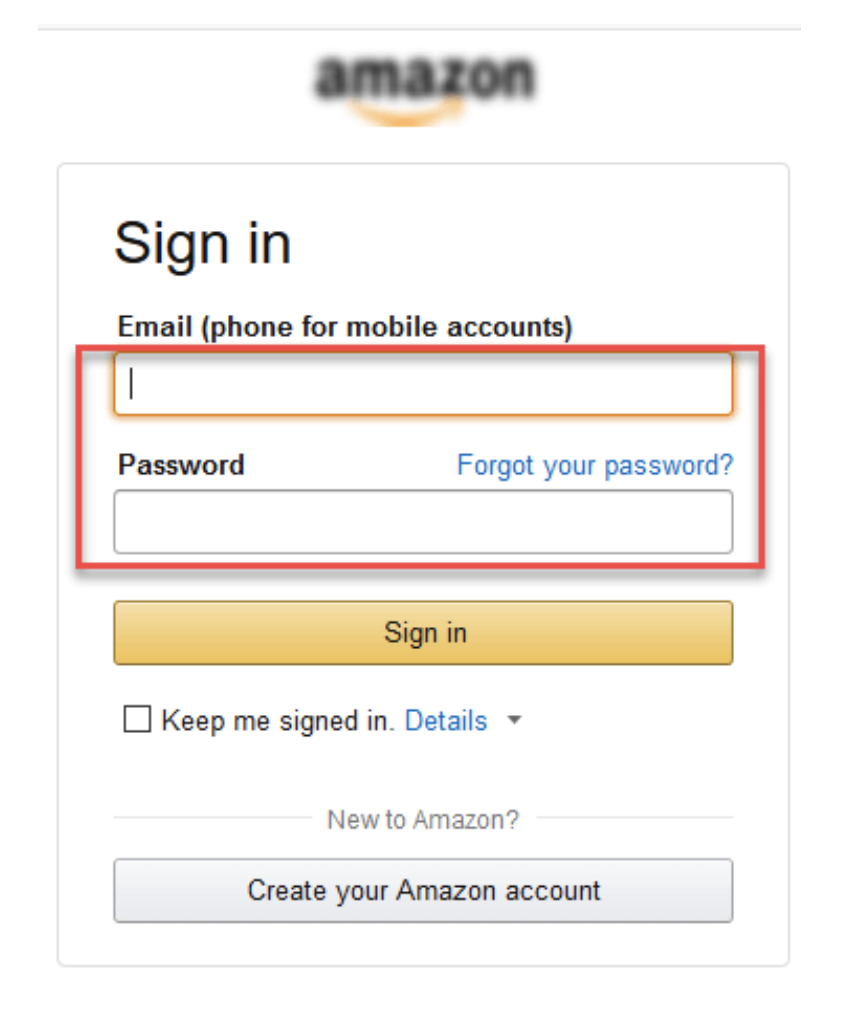 amazon
Sign in
Email (phone for mobile accounts)
Password Forgot your password?
Sign in
Keep me signed in. Details
New to Amazon?
Create your Amazon account